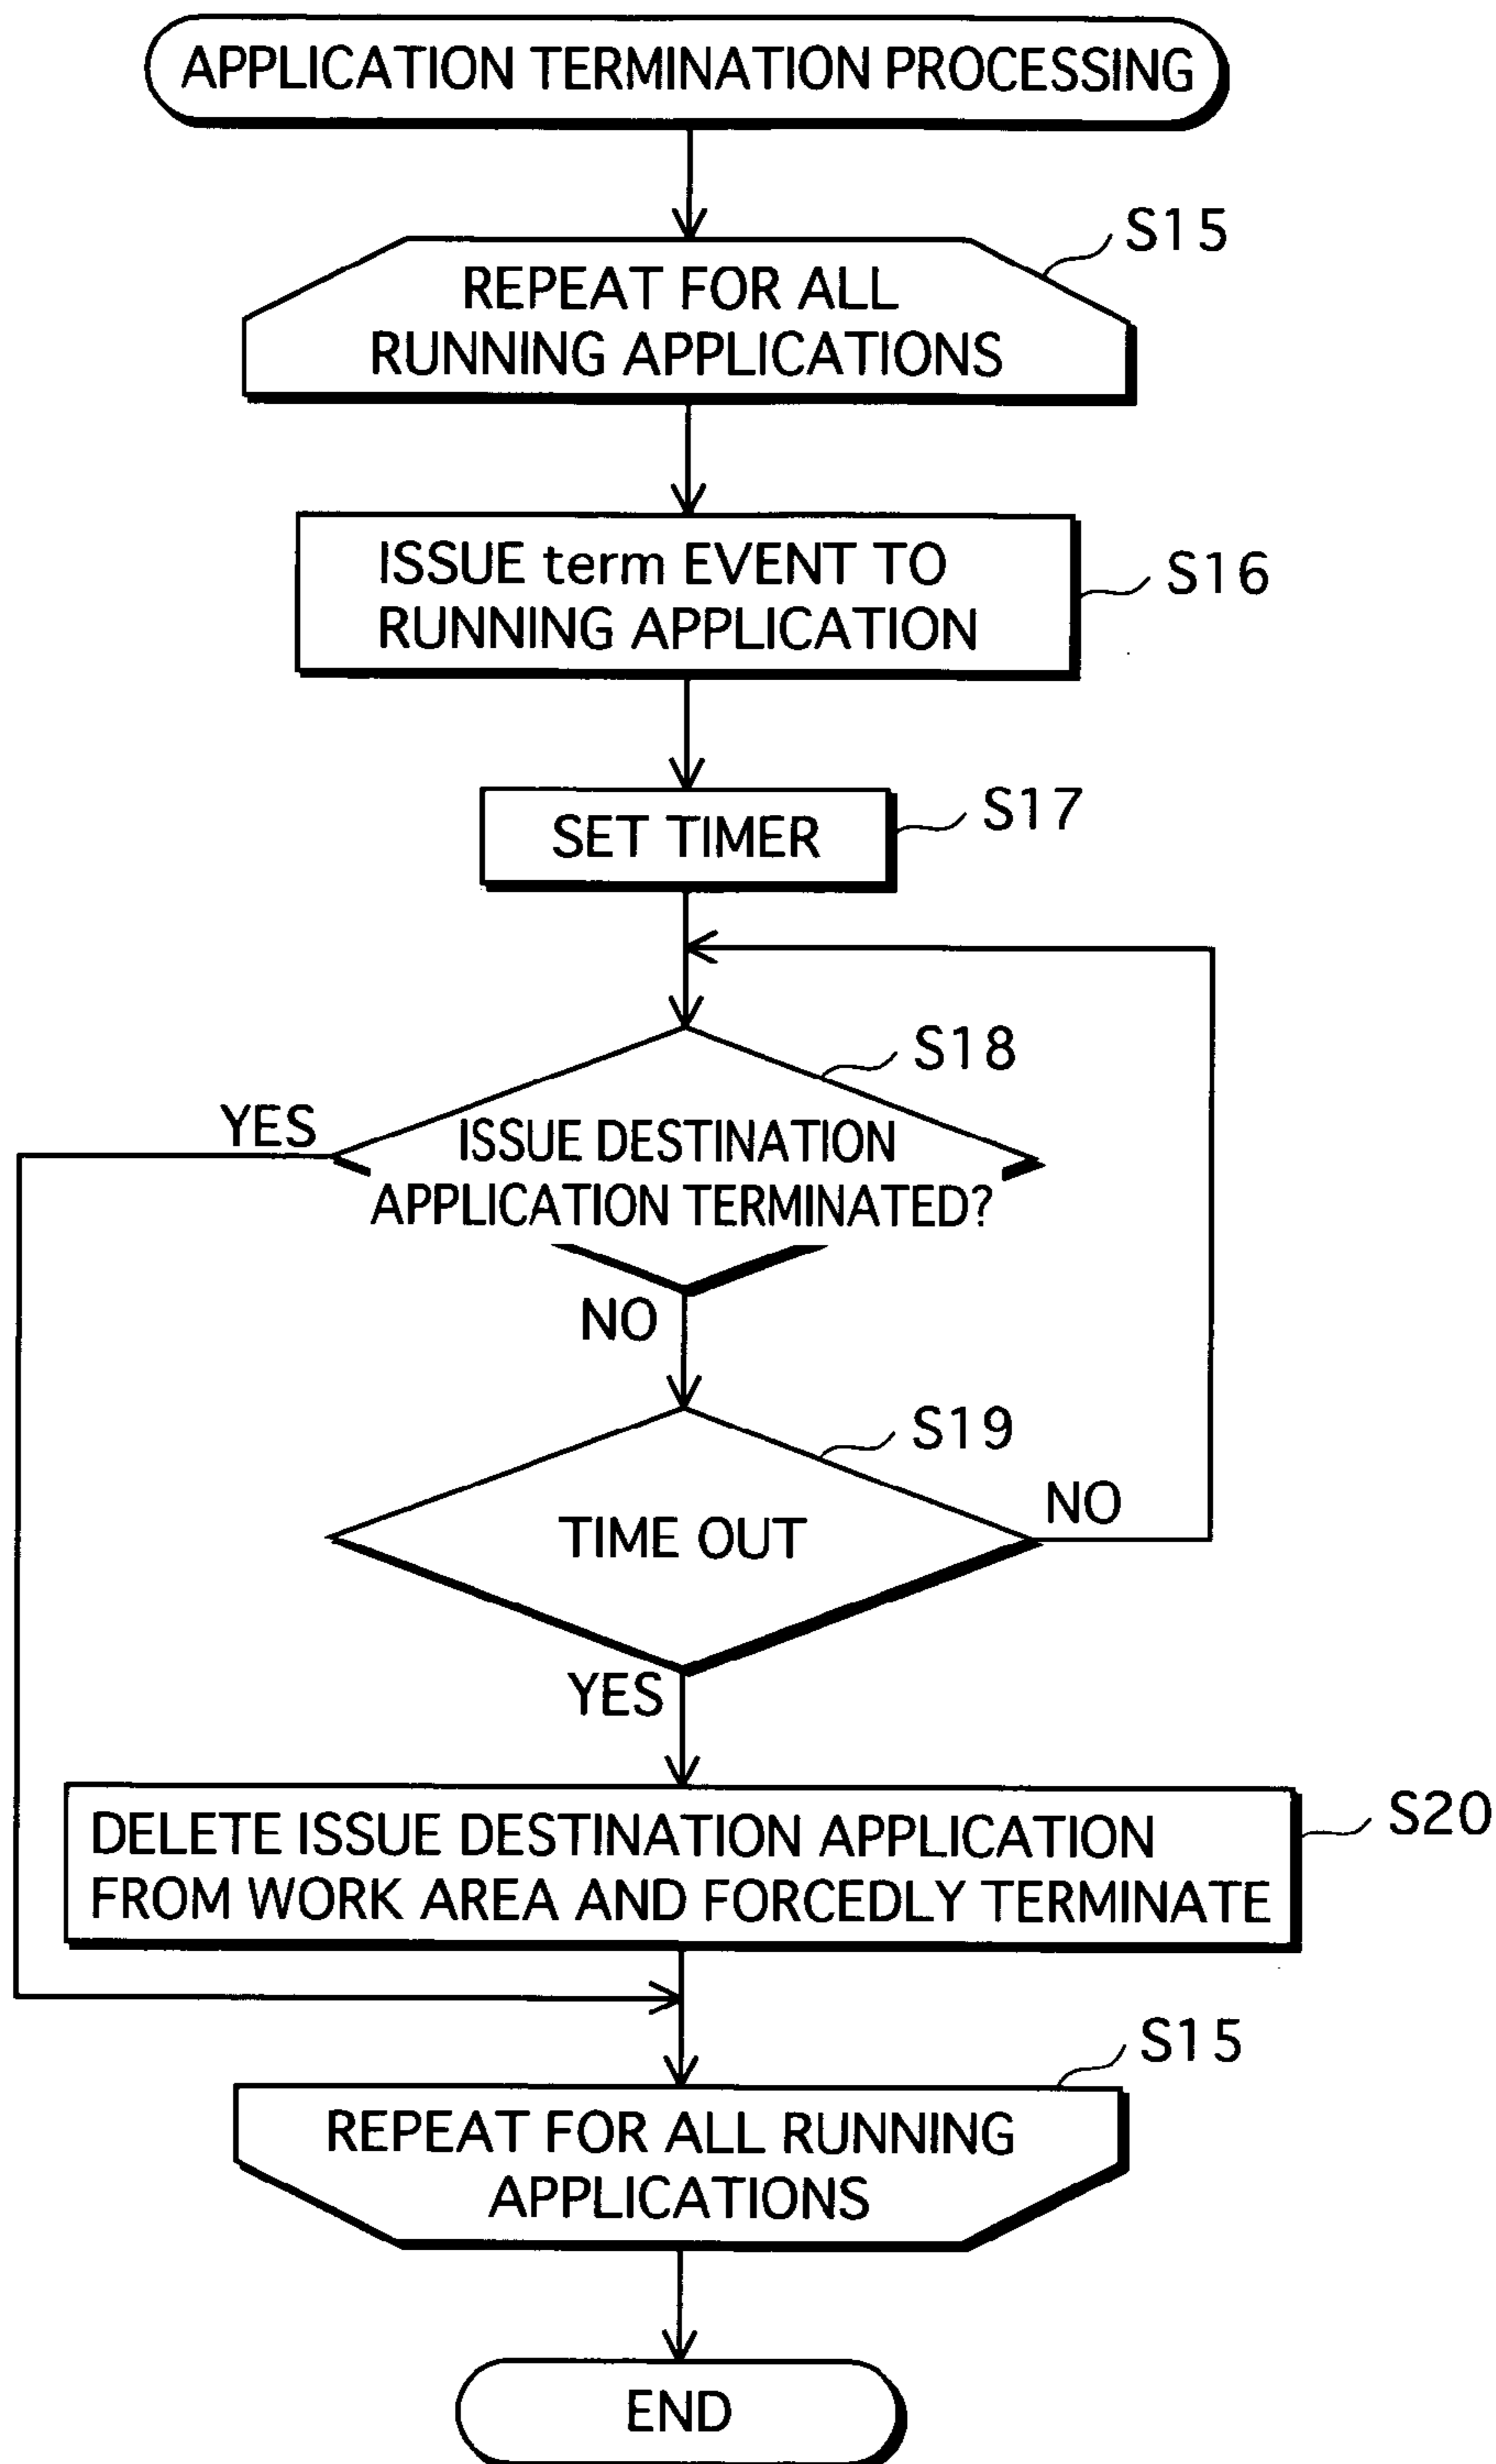 APPLICATION TERMINATION PROCESSING
S15
REPEAT FOR ALL
RUNNING APPLICATIONS
ISSUE term EVENT TO
RUNNING APPLICATION
S16
SET TIMER
S17
S18
YES
ISSUE DESTINATION
APPLICATION TERMINATED?
NO
S19
NO
TIME OUT
YES
DELETE ISSUE DESTINATION APPLICATION
FROM WORK AREA AND FORCEDLY TERMINATE
S20
S15
REPEAT FOR ALL RUNNING
APPLICATIONS
END